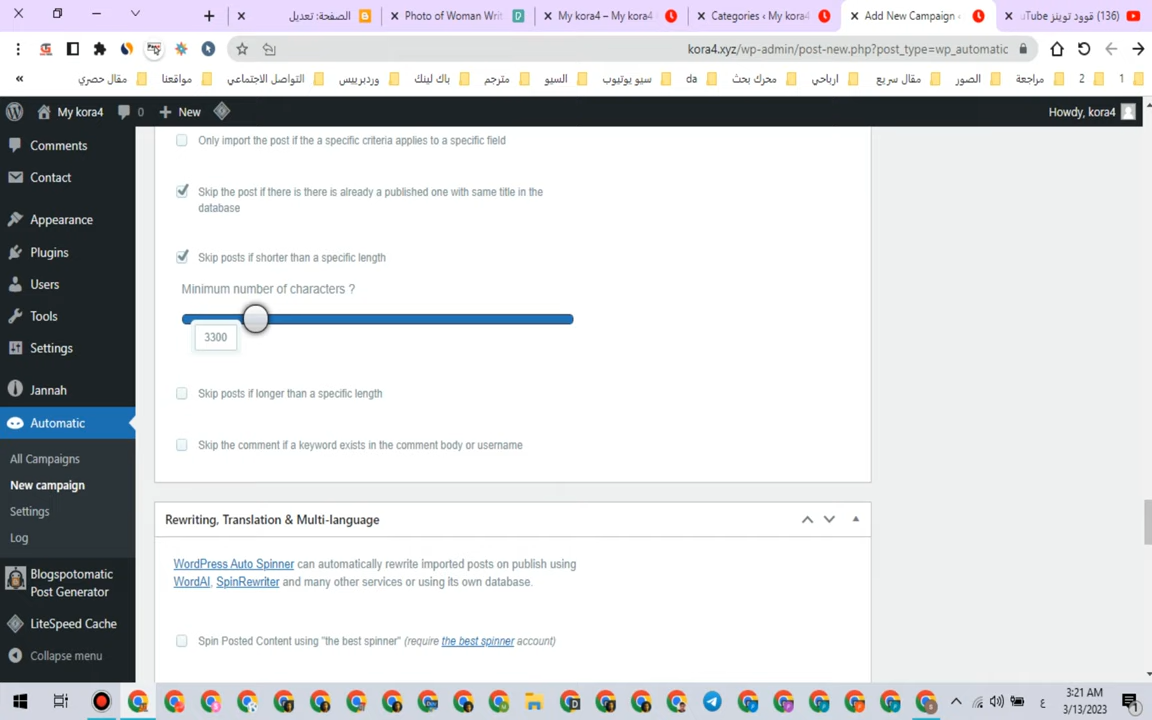 الصفحة: تعديل
Photo of Woman Wri
My kora4 – My kora4
Categories ‹ My kora4
Add New Campaign ‹
(136) قوود توينز
kora4.xyz/wp-admin/post-new.php?post_type=wp_automatic
«
مقال حصري
مواقعنا
التواصل الاجتماعي
وردبريس
باك لينك
مترجم
السيو
سيو يوتيوب
da
محرك بحث
ارباحي
مقال سريع
الصور
مراجعة
2
1
My kora4
0
New
Howdy, kora4
Comments
Contact
Appearance
Plugins
Users
Tools
Settings
Jannah
Automatic
All Campaigns
New campaign
Settings
Log
Blogspotomatic
Post Generator
LiteSpeed Cache
Collapse menu
Only import the post if the a specific criteria applies to a specific field
Skip the post if there is there is already a published one with same title in the
database
Skip posts if shorter than a specific length
Minimum number of characters ?
3300
Skip posts if longer than a specific length
Skip the comment if a keyword exists in the comment body or username
Rewriting, Translation & Multi-language
WordPress Auto Spinner can automatically rewrite imported posts on publish using
WordAI, SpinRewriter and many other services or using its own database.
Spin Posted Content using "the best spinner" (require the best spinner account)
ع
3:21 AM
3/13/2023
1